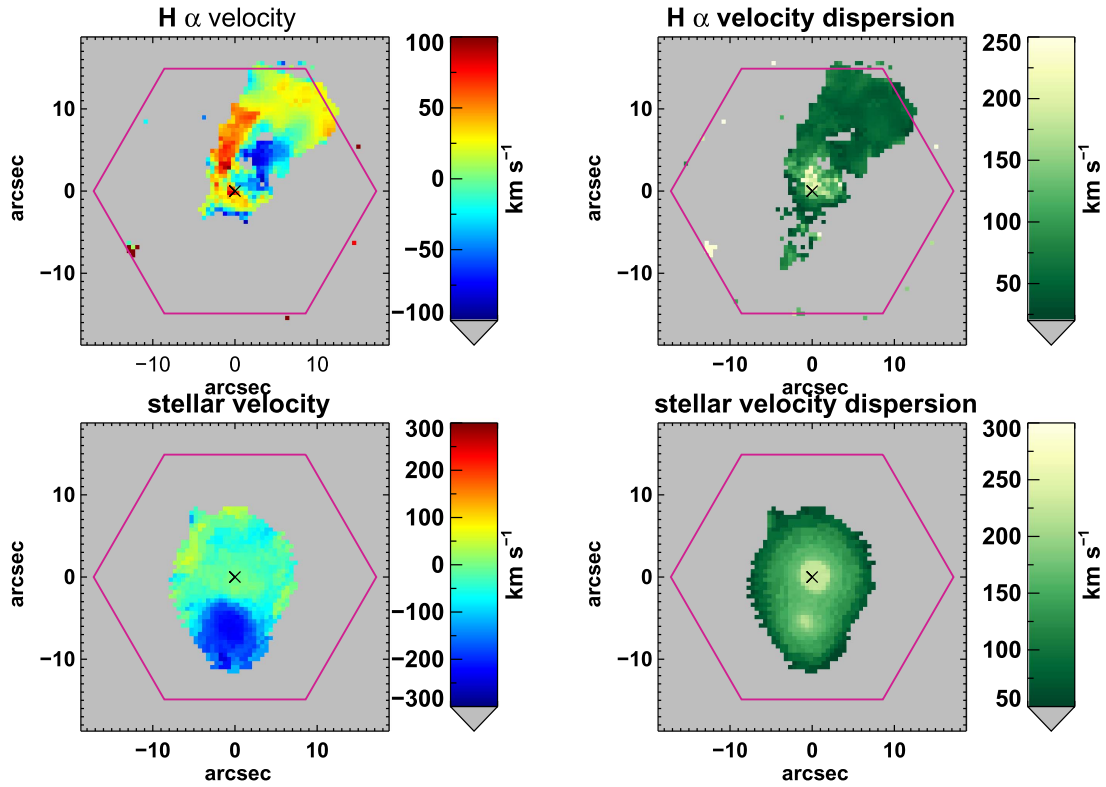 H α velocity
H α velocity dispersion
100
50
0
−50
−100
km s−1
250
200
150
100
50
km s−1
arcsec
10
0
−10
arcsec
10
0
−10
−10 0 10
arcsec
−10 0 10
arcsec
stellar velocity
stellar velocity dispersion
300
200
100
0
−100
−200
−300
km s−1
300
250
200
150
100
50
km s−1
arcsec
10
0
−10
arcsec
10
0
−10
−10 0 10
arcsec
−10 0 10
arcsec